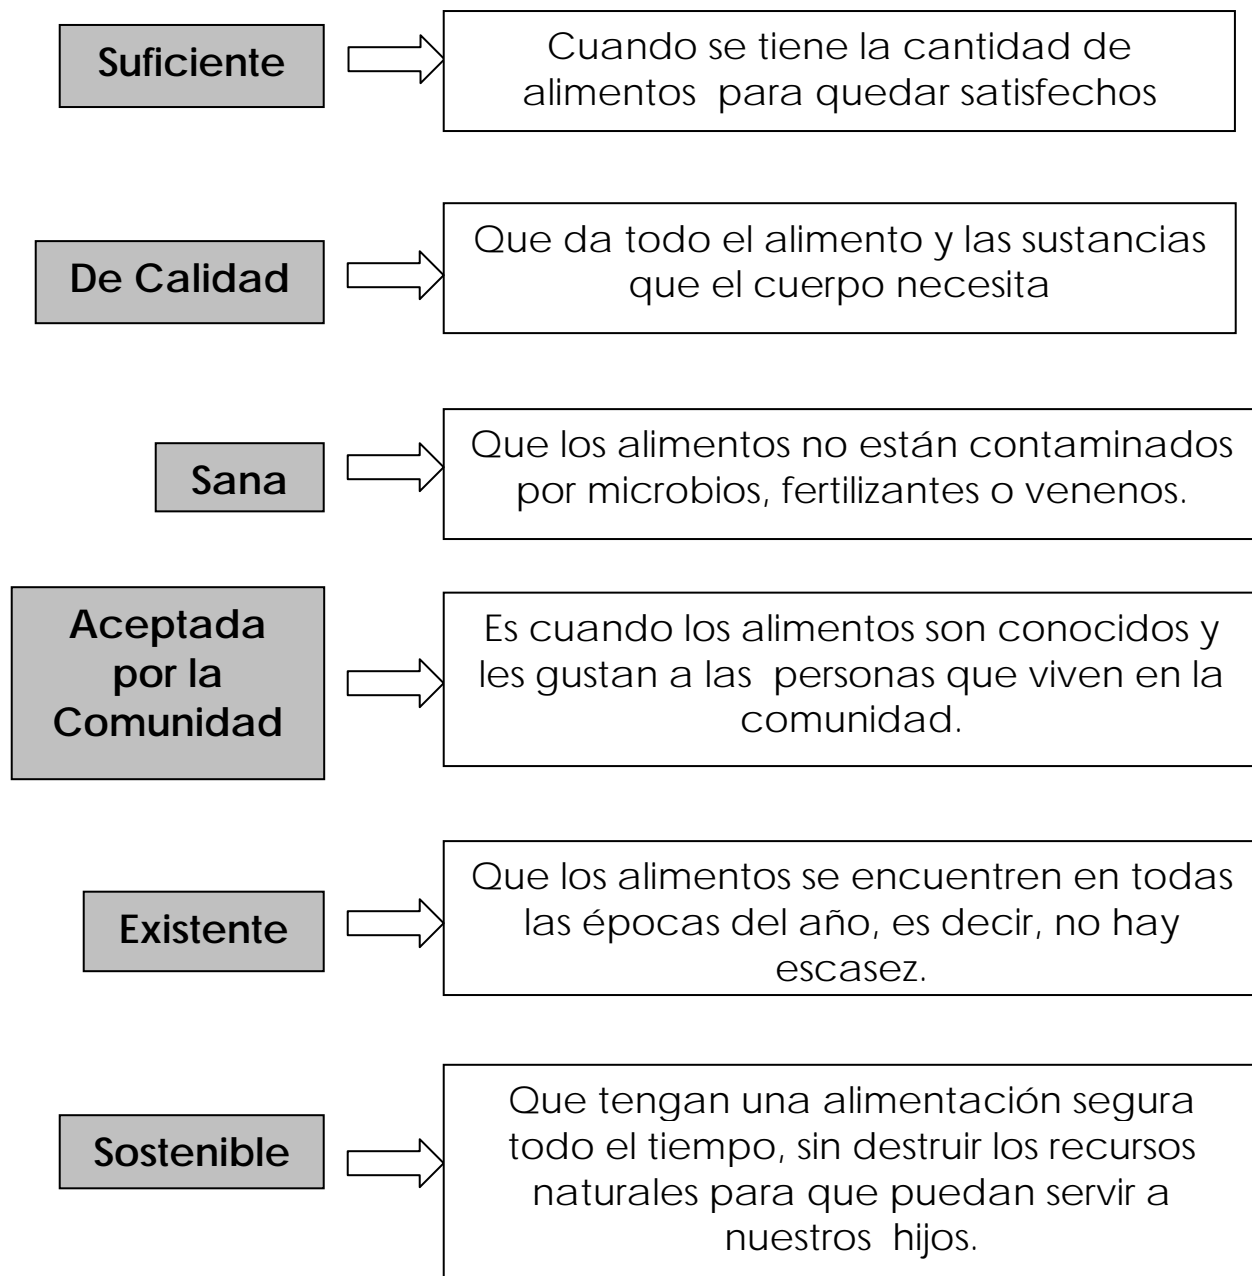 Suficiente
Cuando se tiene la cantidad de
alimentos para quedar satisfechos
De Calidad
Que da todo el alimento y las sustancias
que el cuerpo necesita
Sana
Que los alimentos no están contaminados
por microbios, fertilizantes o venenos.
Aceptada
por la
Comunidad
Es cuando los alimentos son conocidos y
les gustan a las personas que viven en la
comunidad.
Existente
Que los alimentos se encuentren en todas
las épocas del año, es decir, no hay
escasez.
Sostenible
Que tengan una alimentación segura
todo el tiempo, sin destruir los recursos
naturales para que puedan servir a
nuestros hijos.